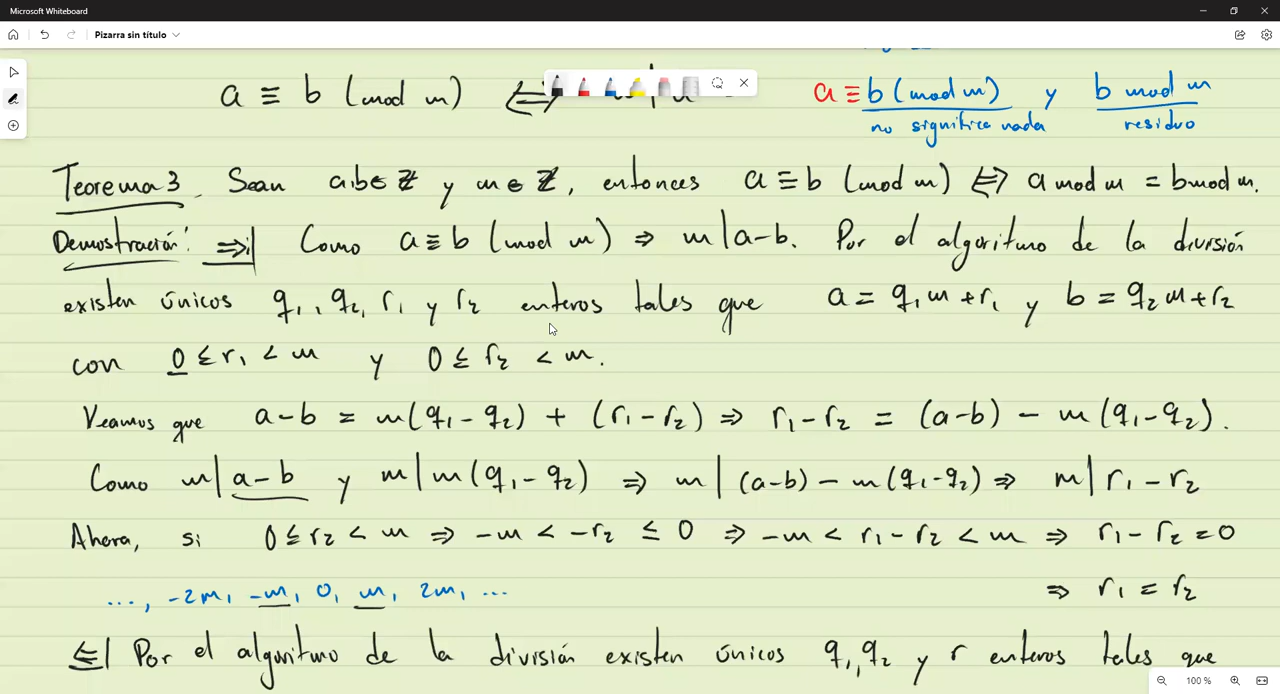 Microsoft Whiteboard
Pizarra sin título
a ≡ b (mod m) ⟺
a ≡ b (mod m) y b mod m
no significa nada residuo
Teorema 3. Sean a,b ∈ ℤ y m ∈ ℤ, entonces a ≡ b (mod m) ⟺ a mod m = b mod m.
Demostración: ⟹| Como a ≡ b (mod m) ⇒ m | a-b. Por el algoritmo de la división
existen únicos q₁, q₂, r₁ y r₂ enteros tales que a = q₁m + r₁ y b = q₂m + r₂
con 0 ≤ r₁ < m y 0 ≤ r₂ < m.
Veamos que a-b = m(q₁ - q₂) + (r₁ - r₂) ⇒ r₁ - r₂ = (a-b) - m(q₁ - q₂).
Como m | a-b y m | m(q₁ - q₂) ⇒ m | (a-b) - m(q₁-q₂) ⇒ m | r₁ - r₂
Ahora, si 0 ≤ r₂ < m ⇒ -m < -r₂ ≤ 0 ⇒ -m < r₁ - r₂ < m ⇒ r₁ - r₂ = 0
..., -2m, -m, 0, m, 2m, ... ⇒ r₁ = r₂
⟸| Por el algoritmo de la división existen únicos q₁, q₂ y r enteros tales que
100 %